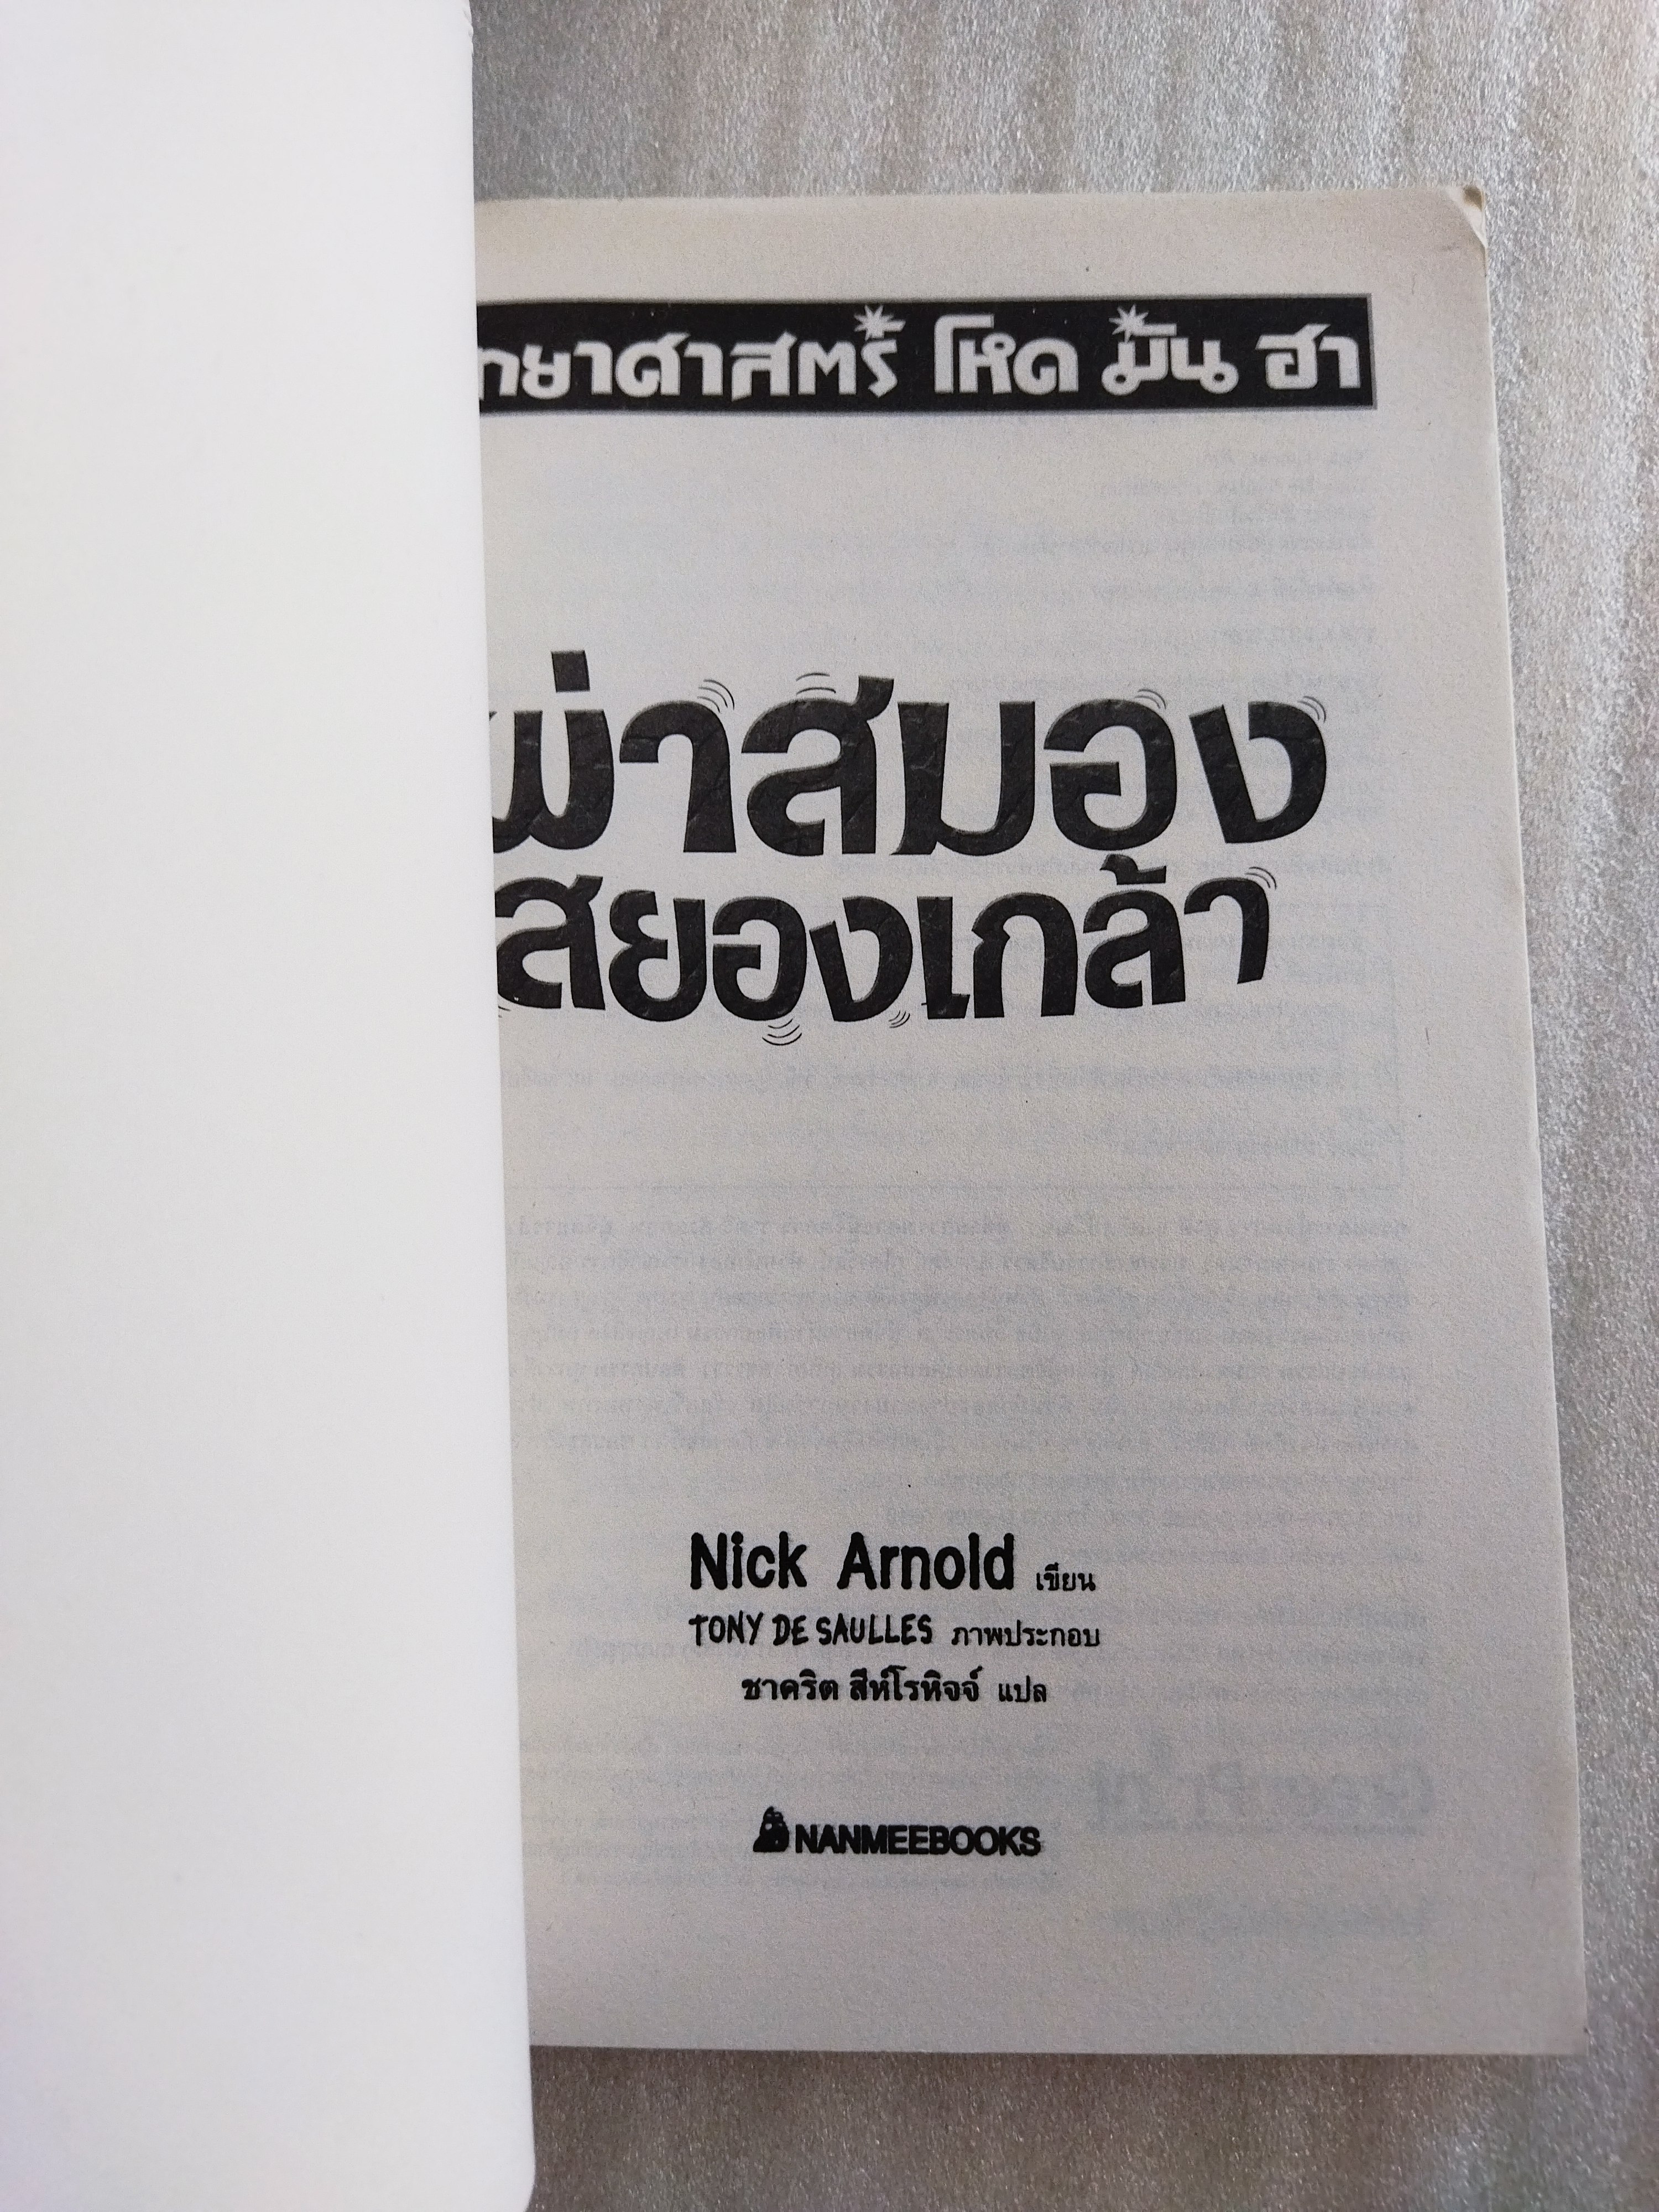 ทยาศาสตร์ โหด มัน ฮา
ผ่าสมอง
สยองเกล้า
Nick Arnold เขียน
TONY DE SAULLES ภาพประกอบ
ชาคริต สีห์โรหิจจ์ แปล
NANMEEBOOKS